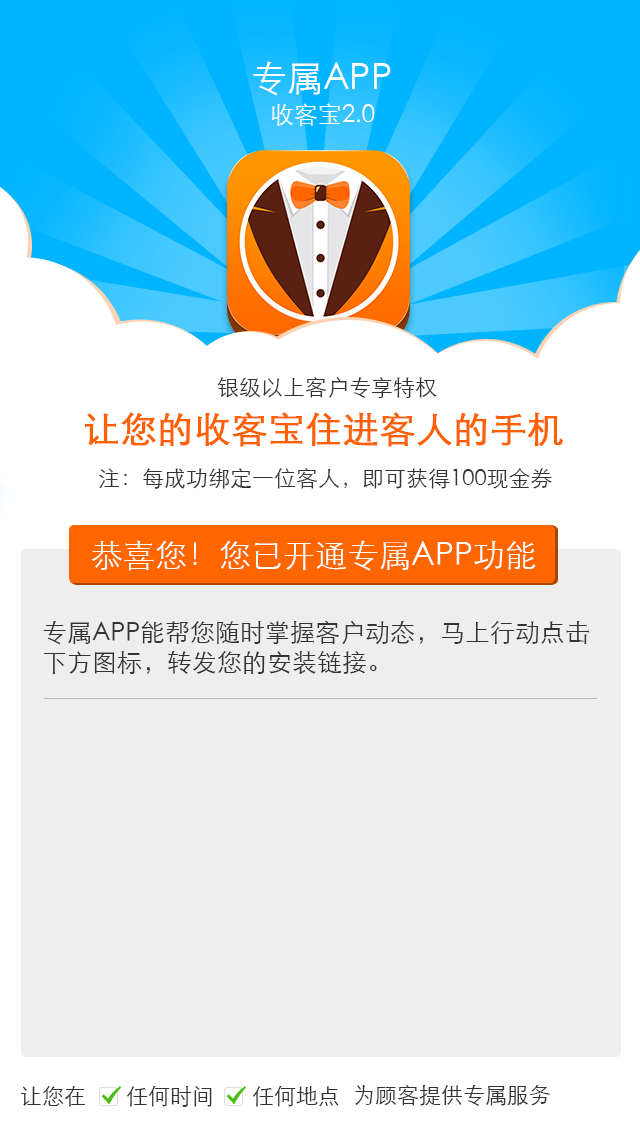 专属APP
收客宝2.0
银级以上客户专享特权
让您的收客宝住进客人的手机
注：每成功绑定一位客人，即可获得100现金券
恭喜您！您已开通专属APP功能
专属APP能帮您随时掌握客户动态，马上行动点击
下方图标，转发您的安装链接。
让您在 任何时间 任何地点 为顾客提供专属服务